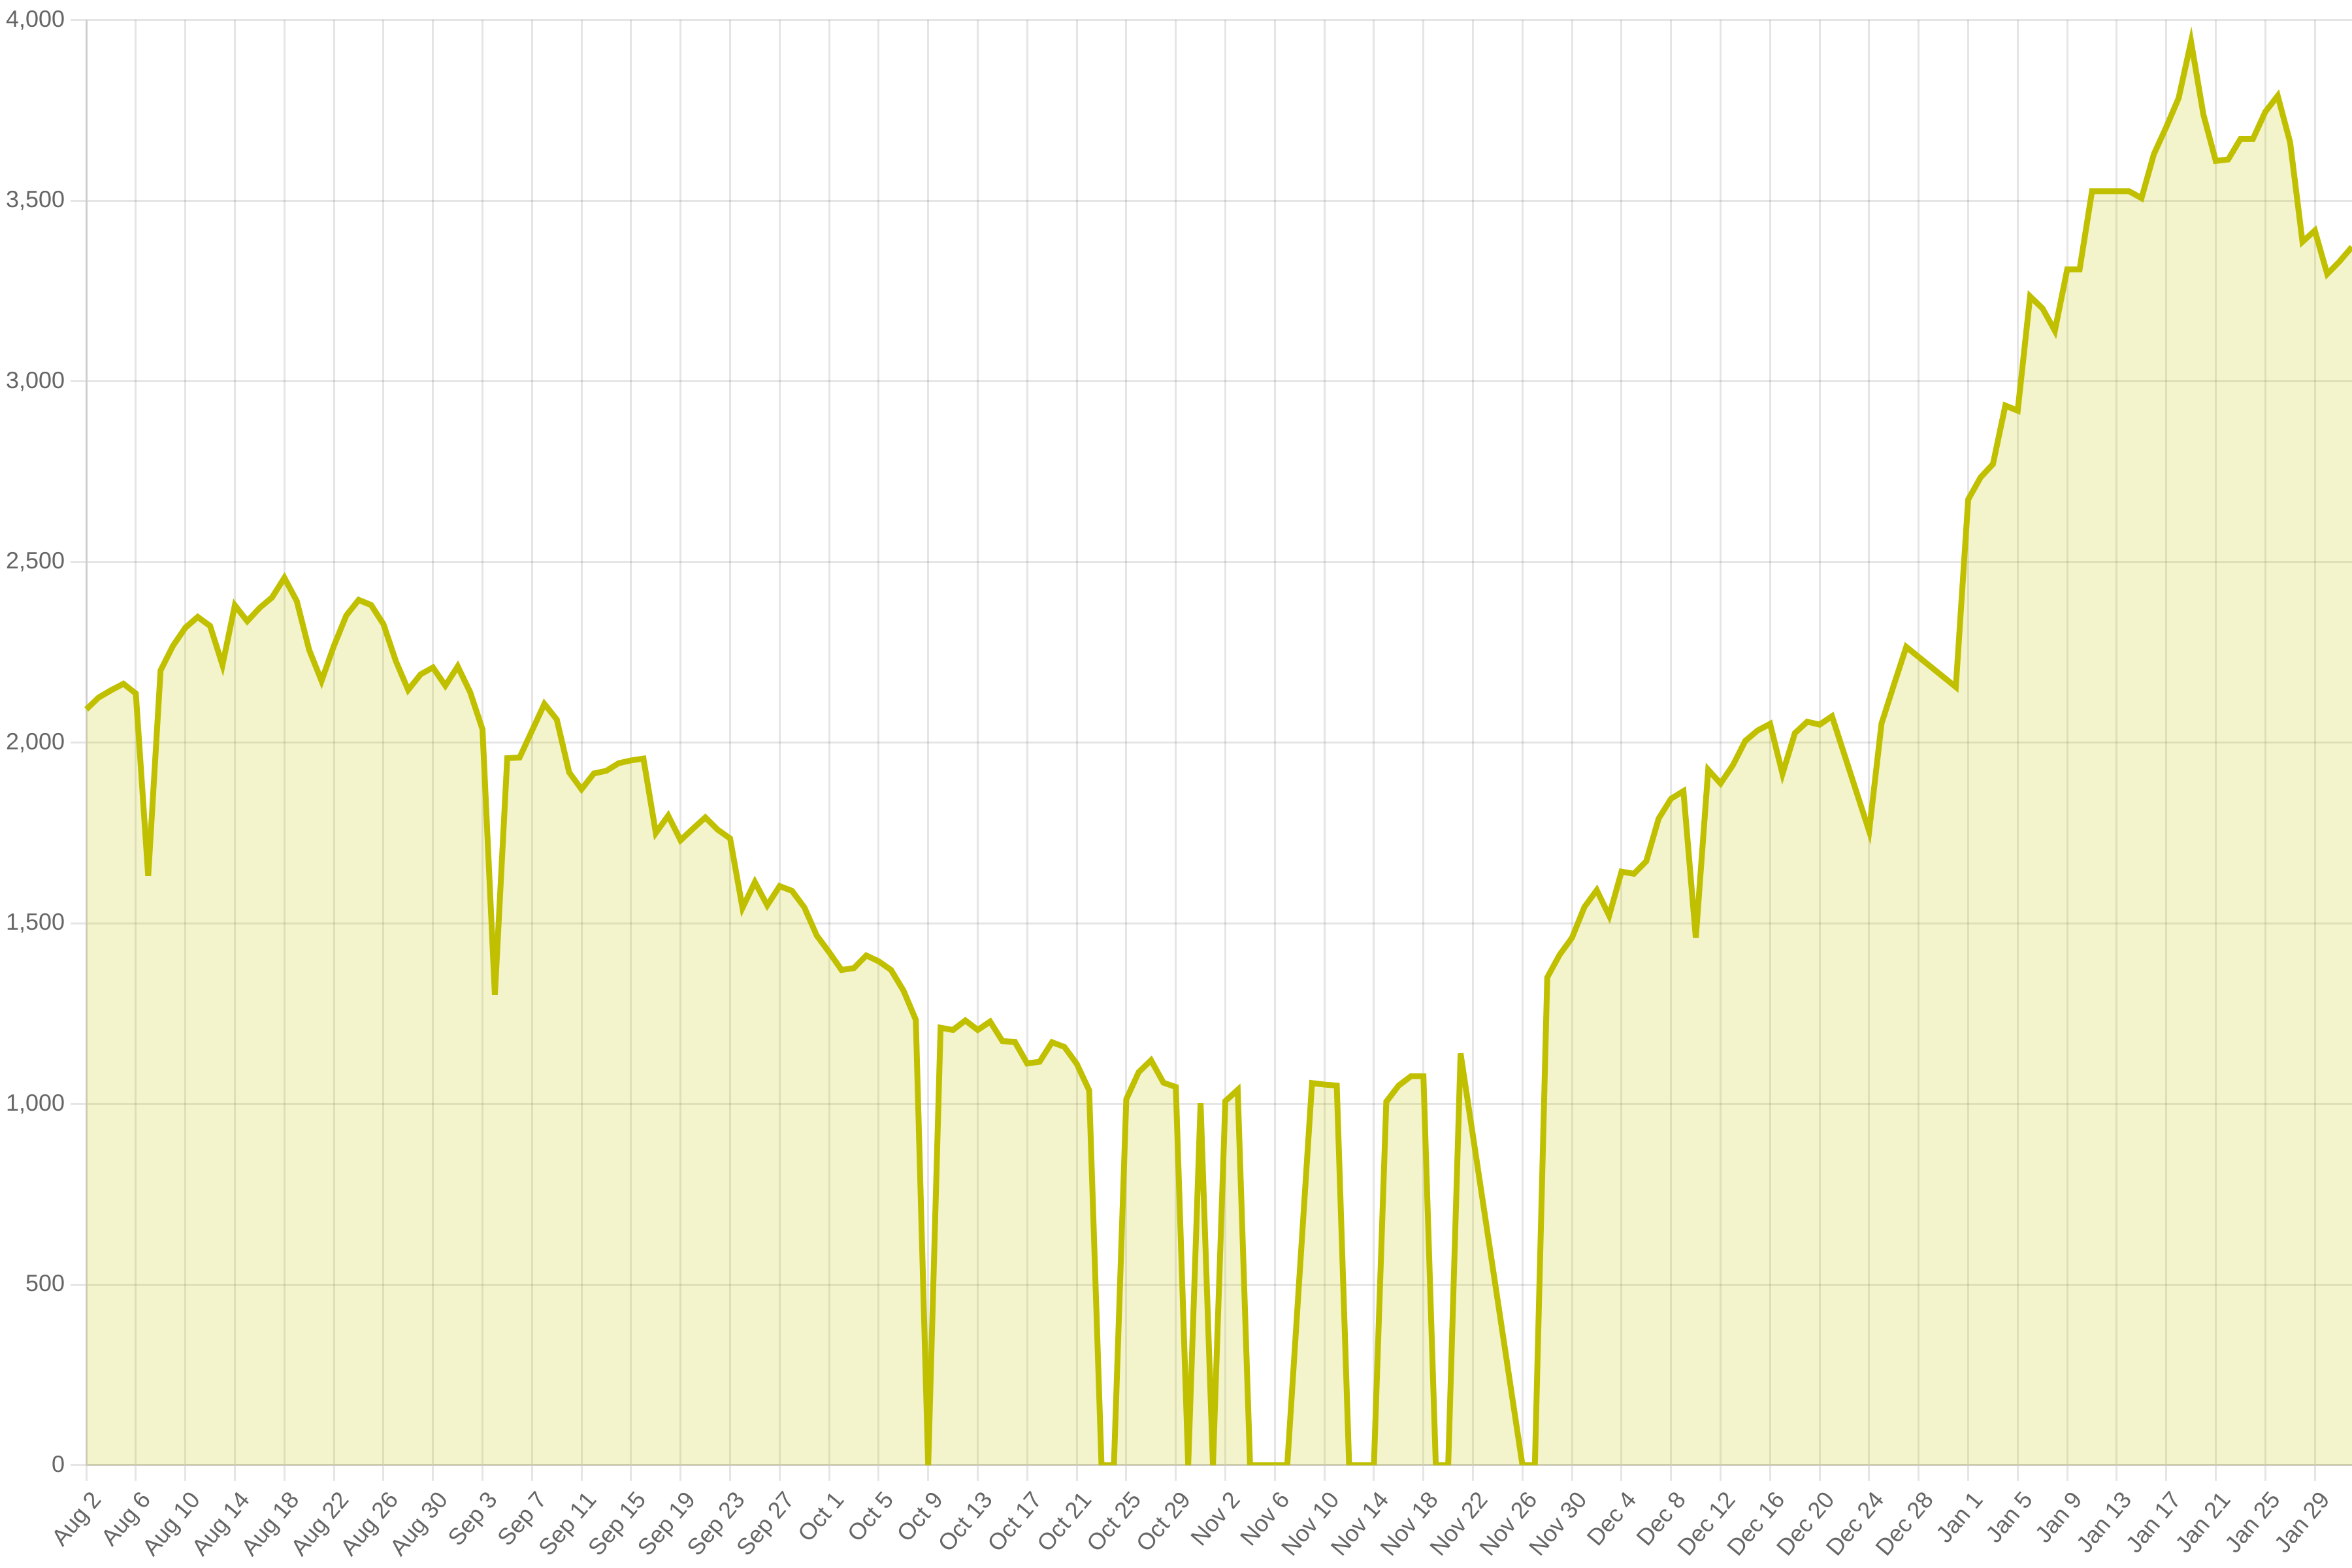 4,000
3,500
3,000
2,500
2,000
1,500
1,000
500
0
Aug 2
Aug 6
Aug 10
Aug 14
Aug 18
Aug 22
Aug 26
Aug 30
Sep 3
Sep 7
Sep 11
Sep 15
Sep 19
Sep 23
Sep 27
Oct 1
Oct 5
Oct 9
Oct 13
Oct 17
Oct 21
Oct 25
Oct 29
Nov 2
Nov 6
Nov 10
Nov 14
Nov 18
Nov 22
Nov 26
Nov 30
Dec 4
Dec 8
Dec 12
Dec 16
Dec 20
Dec 24
Dec 28
Jan 1
Jan 5
Jan 9
Jan 13
Jan 17
Jan 21
Jan 25
Jan 29